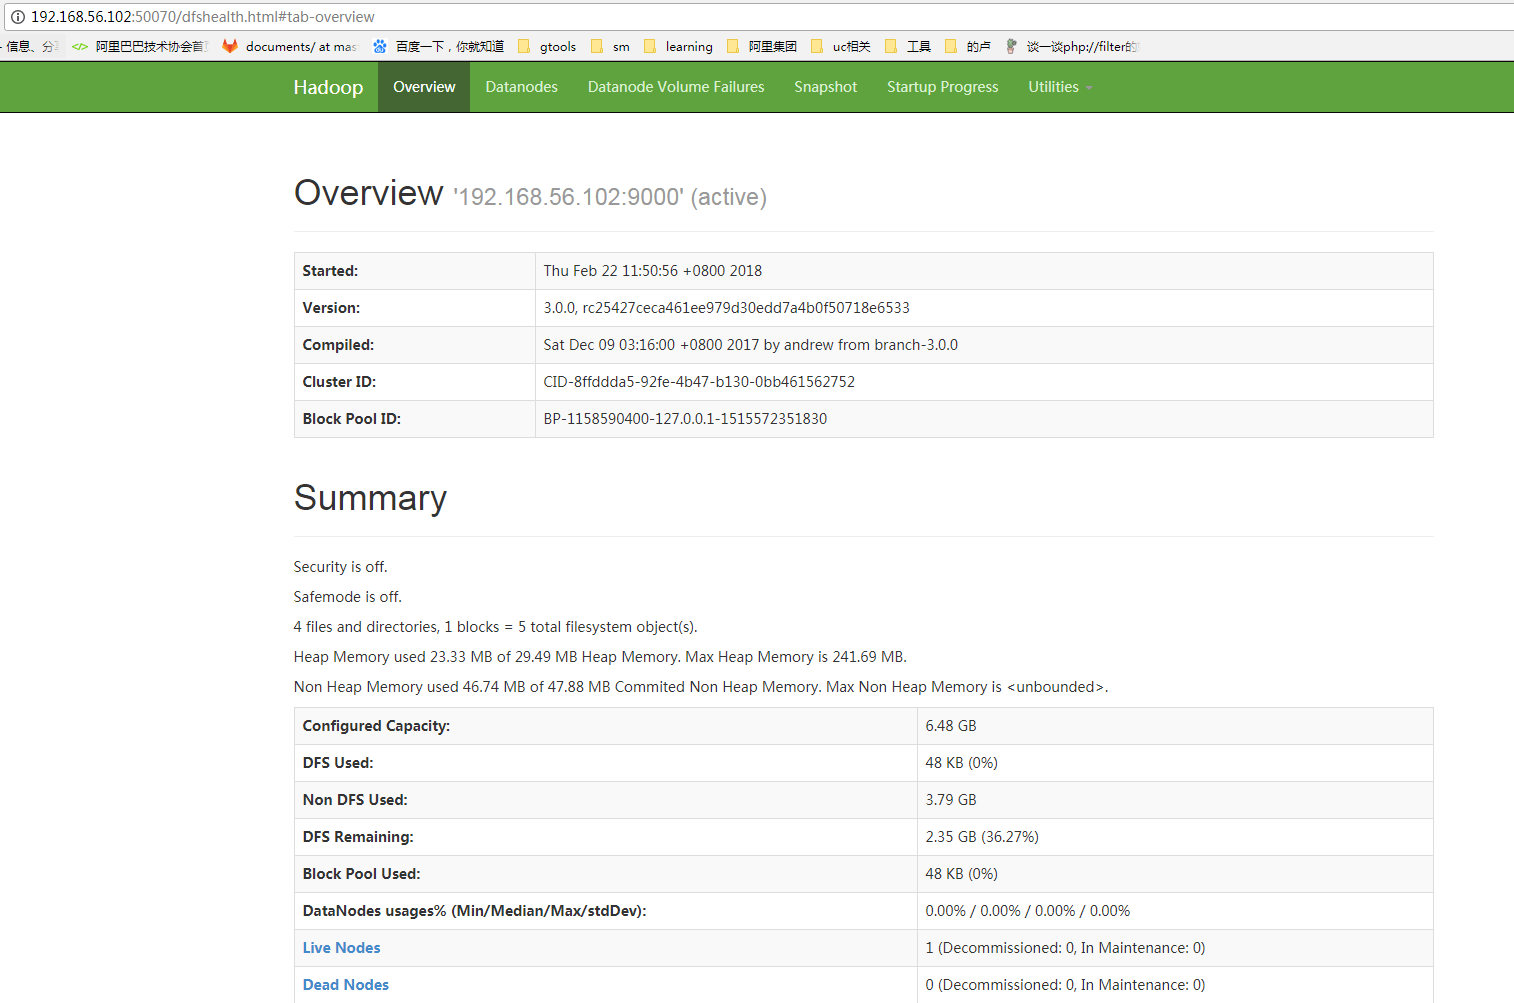 192.168.56.102:50070/dfshealth.html#tab-overview
信息、分 </> 阿里巴巴技术协会首 documents/ at mas 百度一下，你就知道 gtools sm learning 阿里集团 uc相关 工具 的卢 谈一谈php://filter的
Hadoop Overview Datanodes Datanode Volume Failures Snapshot Startup Progress Utilities
Overview '192.168.56.102:9000' (active)
Started: Thu Feb 22 11:50:56 +0800 2018
Version: 3.0.0, rc25427ceca461ee979d30edd7a4b0f50718e6533
Compiled: Sat Dec 09 03:16:00 +0800 2017 by andrew from branch-3.0.0
Cluster ID: CID-8ffddda5-92fe-4b47-b130-0bb461562752
Block Pool ID: BP-1158590400-127.0.0.1-1515572351830
Summary
Security is off.
Safemode is off.
4 files and directories, 1 blocks = 5 total filesystem object(s).
Heap Memory used 23.33 MB of 29.49 MB Heap Memory. Max Heap Memory is 241.69 MB.
Non Heap Memory used 46.74 MB of 47.88 MB Commited Non Heap Memory. Max Non Heap Memory is <unbounded>.
Configured Capacity: 6.48 GB
DFS Used: 48 KB (0%)
Non DFS Used: 3.79 GB
DFS Remaining: 2.35 GB (36.27%)
Block Pool Used: 48 KB (0%)
DataNodes usages% (Min/Median/Max/stdDev): 0.00% / 0.00% / 0.00% / 0.00%
Live Nodes 1 (Decommissioned: 0, In Maintenance: 0)
Dead Nodes 0 (Decommissioned: 0, In Maintenance: 0)